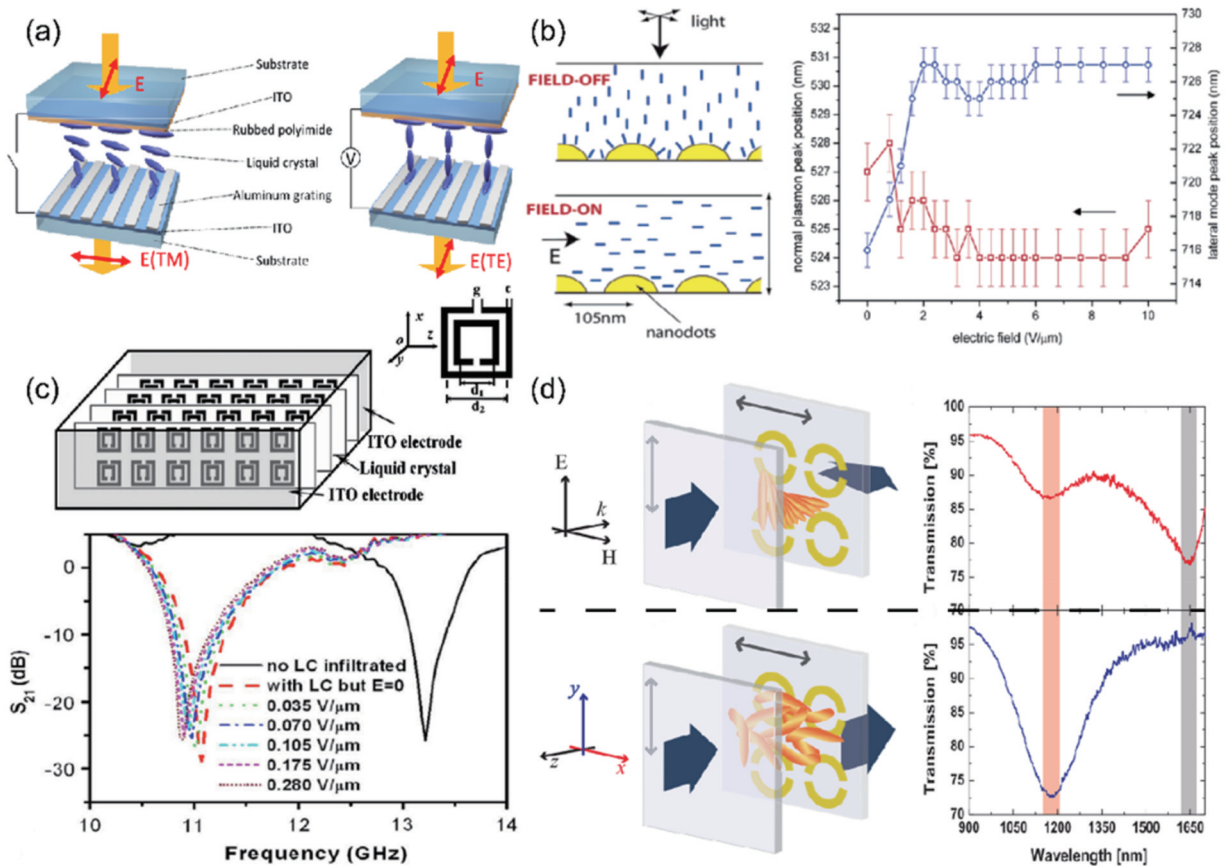 (a)
E
Substrate
ITO
Rubbed polyimide
Liquid crystal
Aluminum grating
ITO
Substrate
E(TM)
V
E(TE)
(b)
light
FIELD-OFF
FIELD-ON
E
105nm
nanodots
normal plasmon peak position (nm)
531
530
529
528
527
526
525
524
523
0
2
4
6
8
10
electric field (V/μm)
730
728
726
724
722
720
718
716
714
lateral mode peak position (nm)
(c)
x
o
z
y
g
c
d₁
d₂
ITO electrode
Liquid crystal
ITO electrode
S₂₁ (dB)
0
-10
-20
-30
no LC infiltrated
with LC but E=0
0.035 V/μm
0.070 V/μm
0.105 V/μm
0.175 V/μm
0.280 V/μm
10
11
12
13
14
Frequency (GHz)
(d)
E
k
H
y
z
x
Transmission [%]
100
95
90
85
80
75
70
Transmission [%]
95
90
85
80
75
70
900
1050
1200
1350
1500
1650
Wavelength [nm]